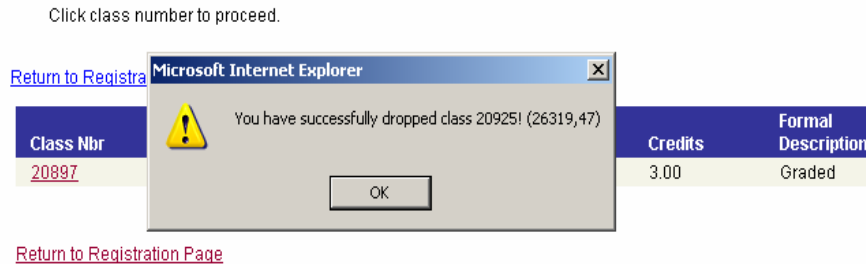 Click class number to proceed.
Return to Registra
Microsoft Internet Explorer
You have successfully dropped class 20925! (26319,47)
OK
Class Nbr Credits Formal Description
20897 3.00 Graded
Return to Registration Page